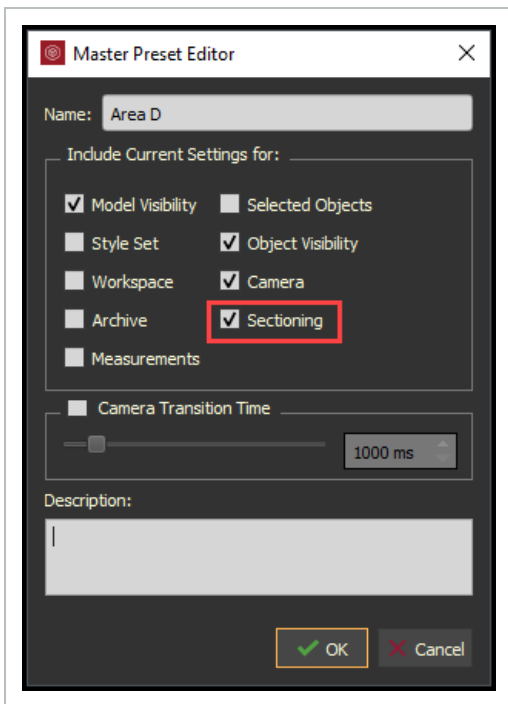 Master Preset Editor
Name: Area D
Include Current Settings for:
Model Visibility Selected Objects
Style Set Object Visibility
Workspace Camera
Archive Sectioning
Measurements
Camera Transition Time
1000 ms
Description:
OK Cancel